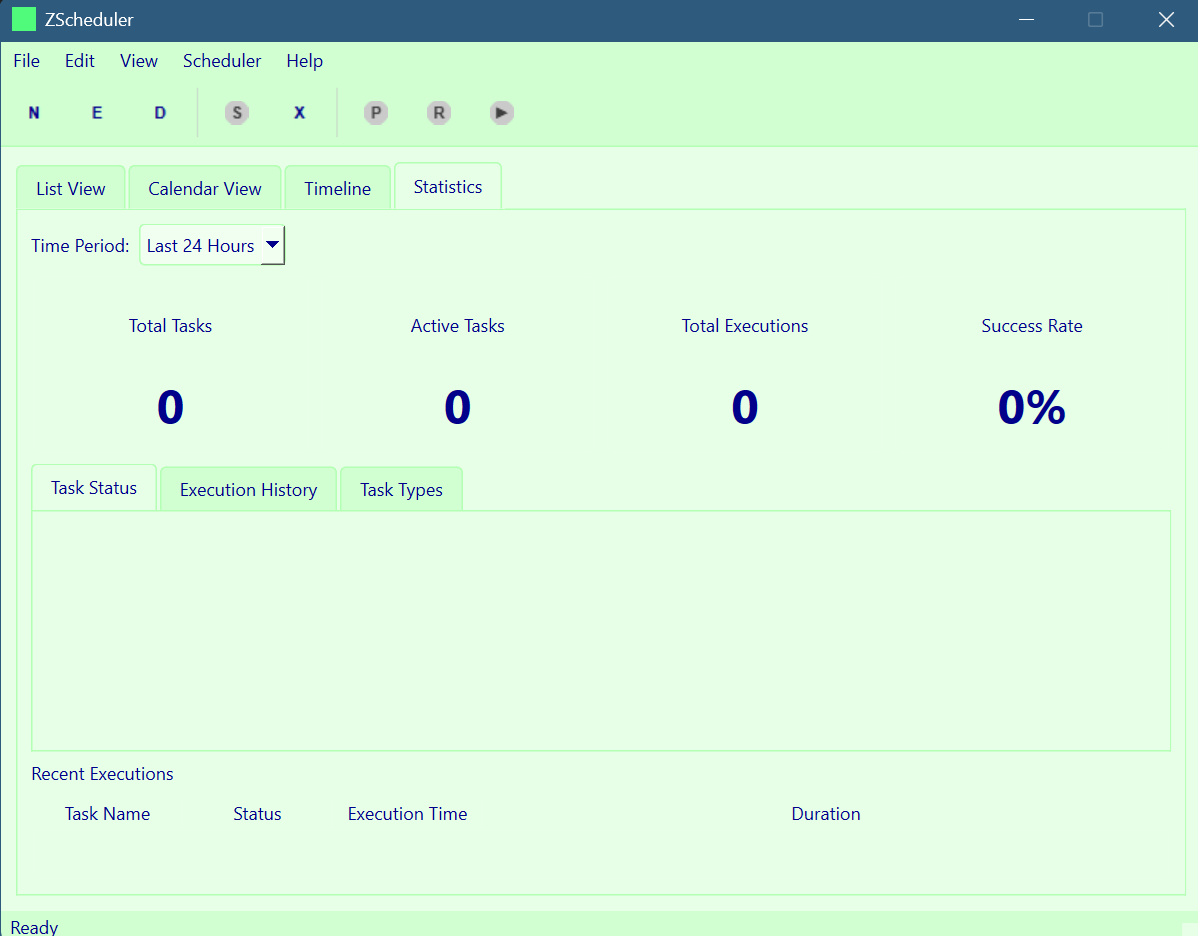 ZScheduler
File Edit View Scheduler Help
N E D S X P R
List View Calendar View Timeline Statistics
Time Period: Last 24 Hours
Total Tasks Active Tasks Total Executions Success Rate
0 0 0 0%
Task Status Execution History Task Types
Recent Executions
Task Name Status Execution Time Duration
Ready